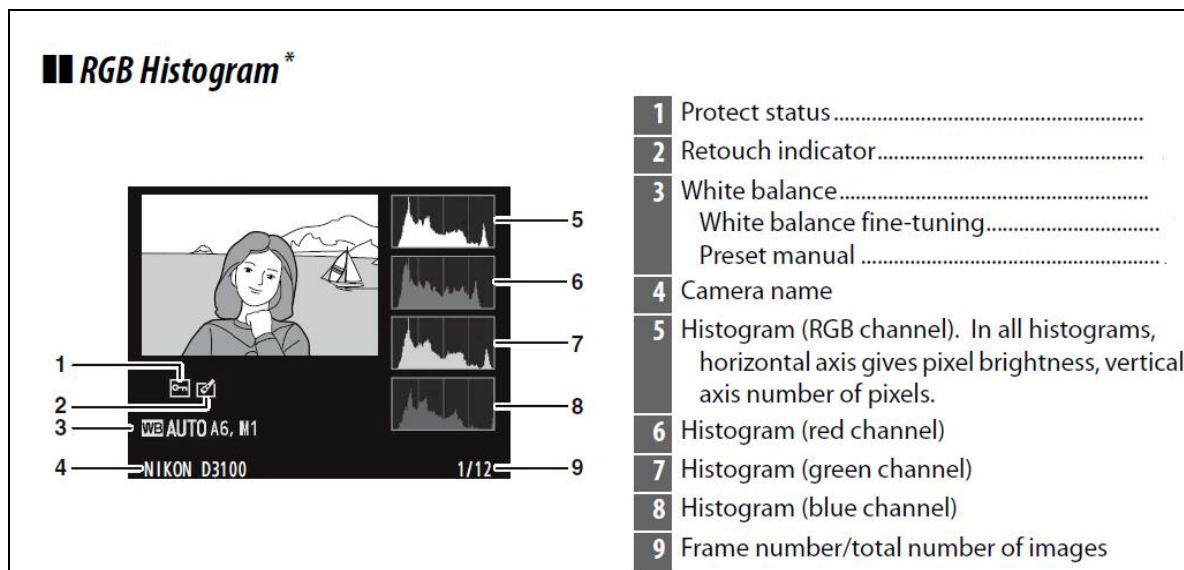 RGB Histogram*
1 Protect status
2 Retouch indicator
3 White balance
White balance fine-tuning
Preset manual
4 Camera name
5 Histogram (RGB channel). In all histograms,
horizontal axis gives pixel brightness, vertical
axis number of pixels.
6 Histogram (red channel)
7 Histogram (green channel)
8 Histogram (blue channel)
9 Frame number/total number of images
5
6
7
1
8
2
3
WB AUTO A6, M1
4
NIKON D3100
1/12
9